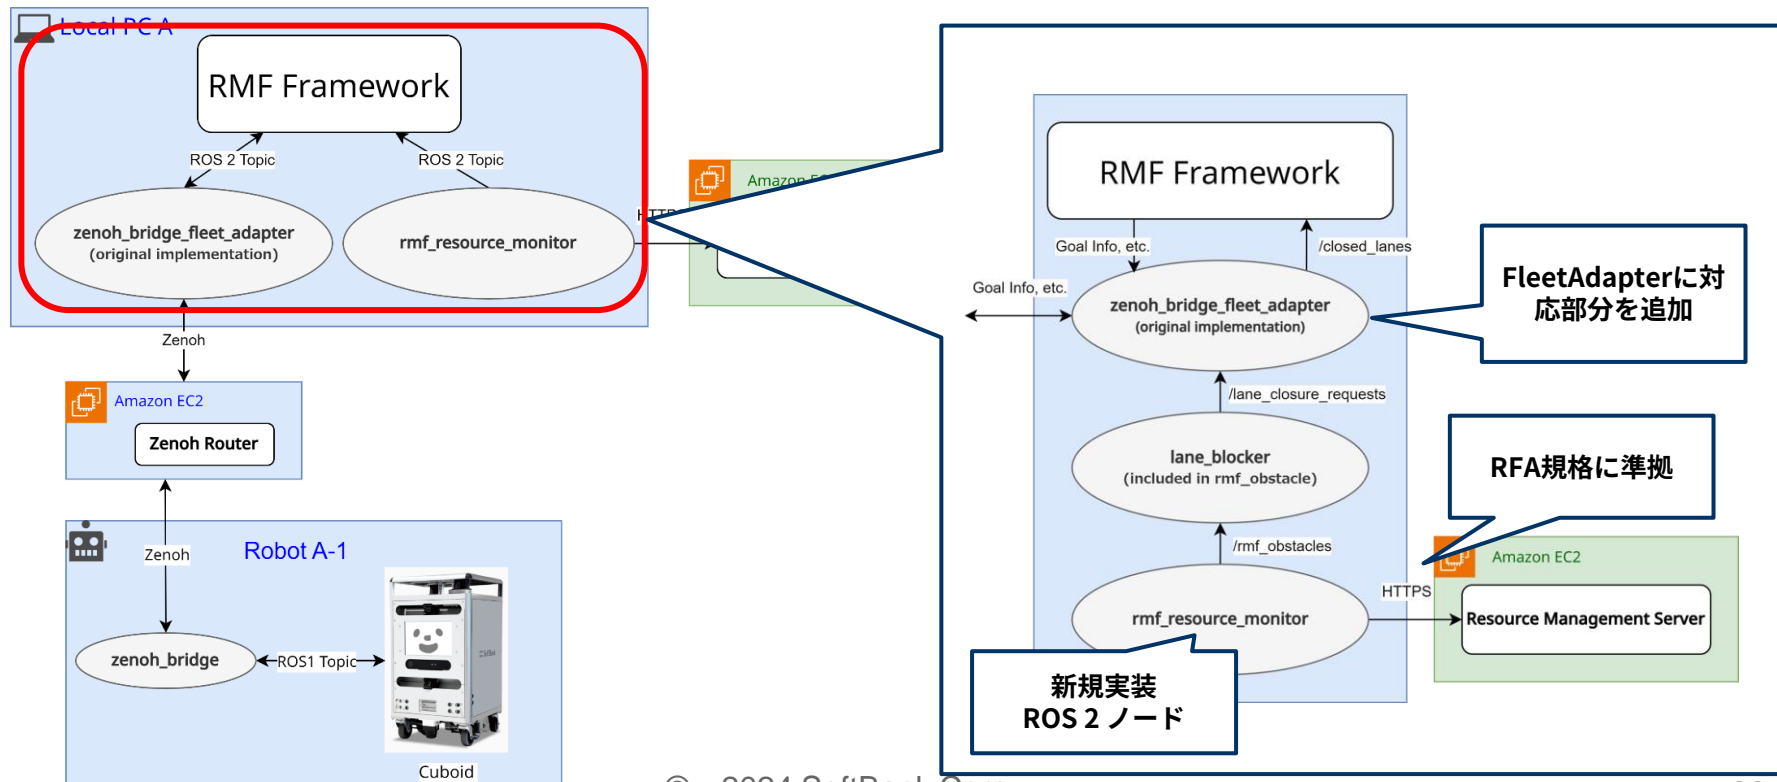 Local PC A
RMF Framework
ROS 2 Topic
ROS 2 Topic
zenoh_bridge_fleet_adapter
(original implementation)
rmf_resource_monitor
Zenoh
Amazon EC2
Zenoh Router
Zenoh
Robot A-1
zenoh_bridge
ROS1 Topic
Cuboid
Amazon
RMF Framework
Goal Info, etc.
/closed_lanes
Goal Info, etc.
zenoh_bridge_fleet_adapter
(original implementation)
FleetAdapterに対
応部分を追加
/lane_closure_requests
lane_blocker
(included in rmf_obstacle)
RFA規格に準拠
/rmf_obstacles
Amazon EC2
HTTPS
rmf_resource_monitor
Resource Management Server
新規実装
ROS 2 ノード
2024 SoftBank Corp